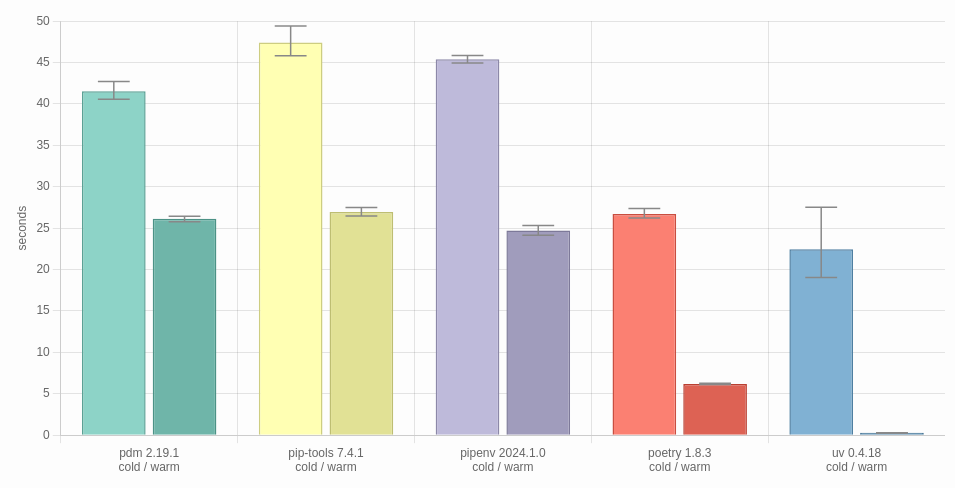 50
45
40
35
30
25
20
15
10
5
0
seconds
pdm 2.19.1
cold / warm
pip-tools 7.4.1
cold / warm
pipenv 2024.1.0
cold / warm
poetry 1.8.3
cold / warm
uv 0.4.18
cold / warm